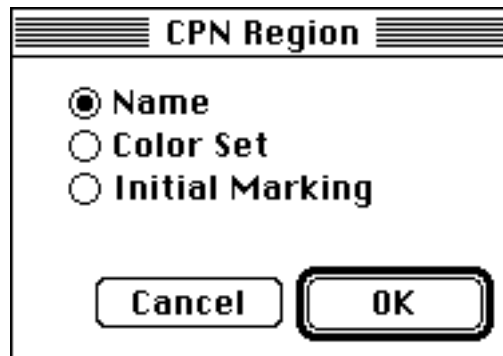 CPN Region
Name
Color Set
Initial Marking
Cancel OK